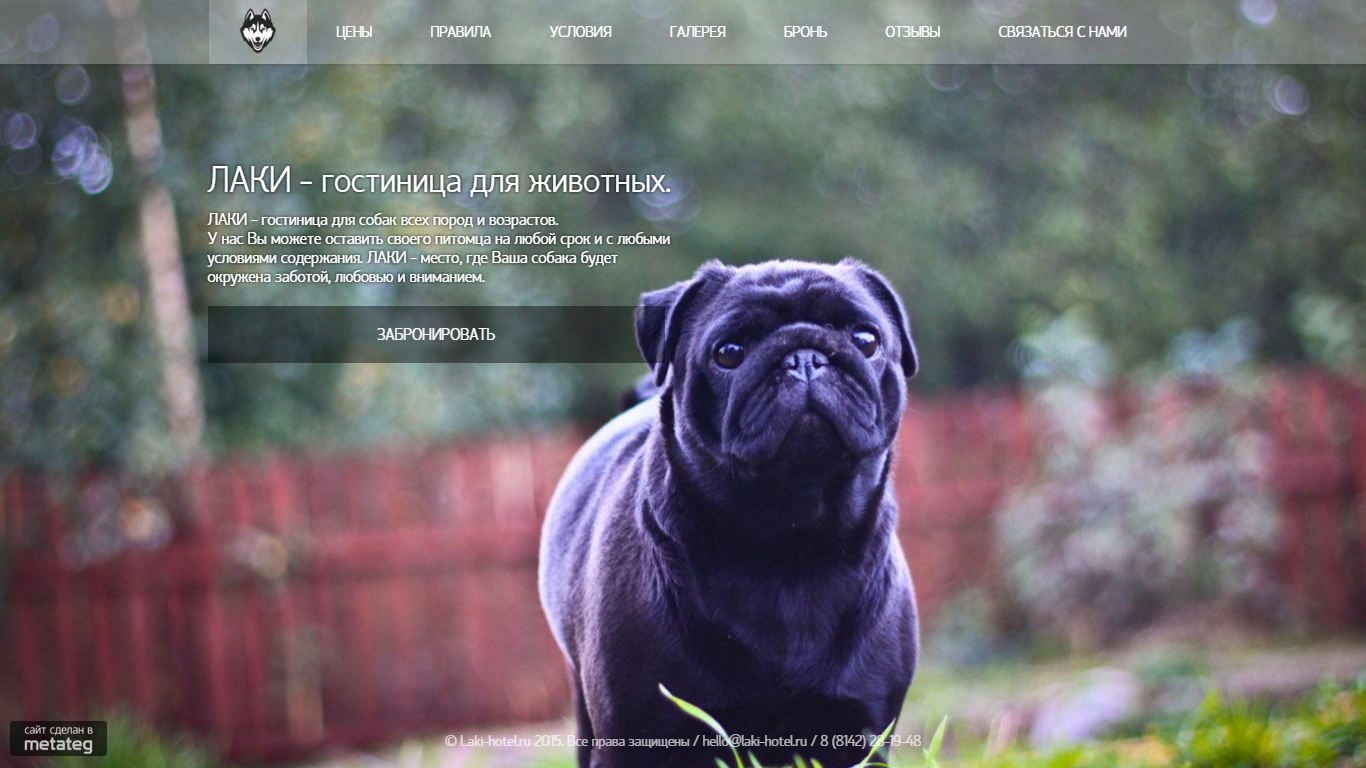 ЦЕНЫ ПРАВИЛА УСЛОВИЯ ГАЛЕРЕЯ БРОНЬ ОТЗЫВЫ СВЯЗАТЬСЯ С НАМИ
ЛАКИ - гостиница для животных.
ЛАКИ - гостиница для собак всех пород и возрастов.
У нас Вы можете оставить своего питомца на любой срок и с любыми
условиями содержания. ЛАКИ - место, где Ваша собака будет
окружена заботой, любовью и вниманием.
ЗАБРОНИРОВАТЬ
сайт сделан в
metateg
© Laki-hotel.ru 2015. Все права защищены / hello@laki-hotel.ru / 8 (8142) 28-19-48